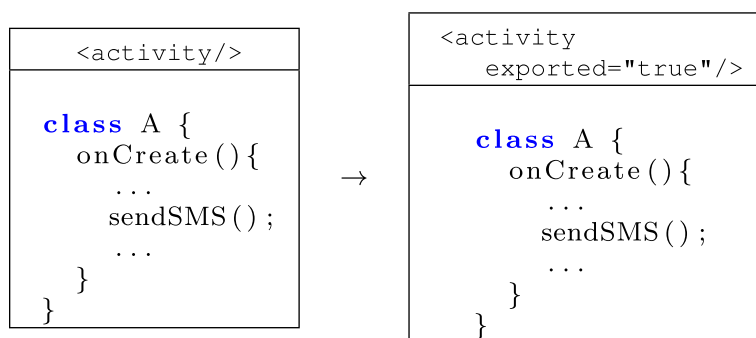 <activity/>
class A {
onCreate(){
...
sendSMS();
...
}
}
→
<activity
exported="true"/>
class A {
onCreate(){
...
sendSMS();
...
}
}